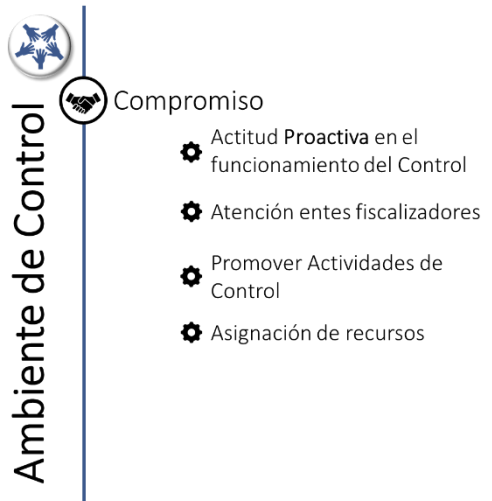 Ambiente de Control
Compromiso
Actitud Proactiva en el
funcionamiento del Control
Atención entes fiscalizadores
Promover Actividades de
Control
Asignación de recursos